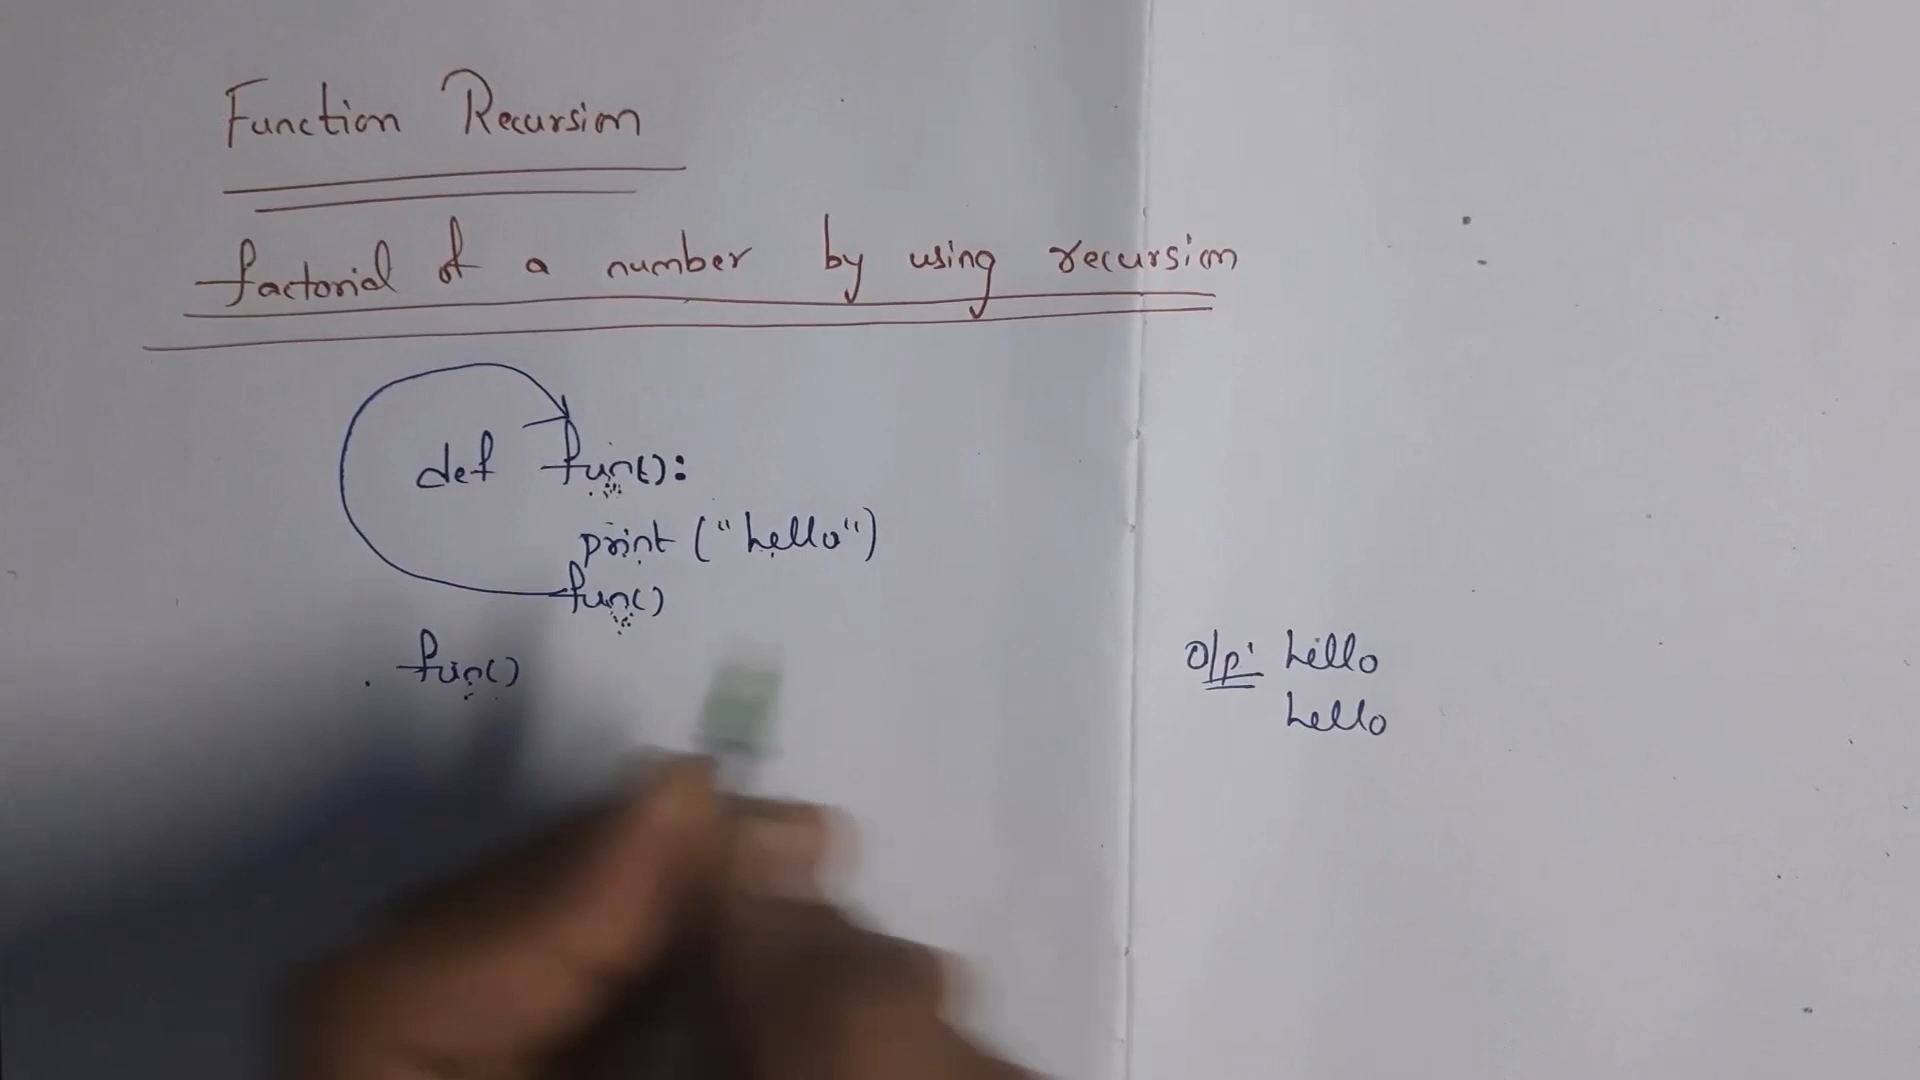 Function Recursion
factorial of a number by using recursion
def fun():
print ("hello")
fun()
fun()
O/p: hello
hello